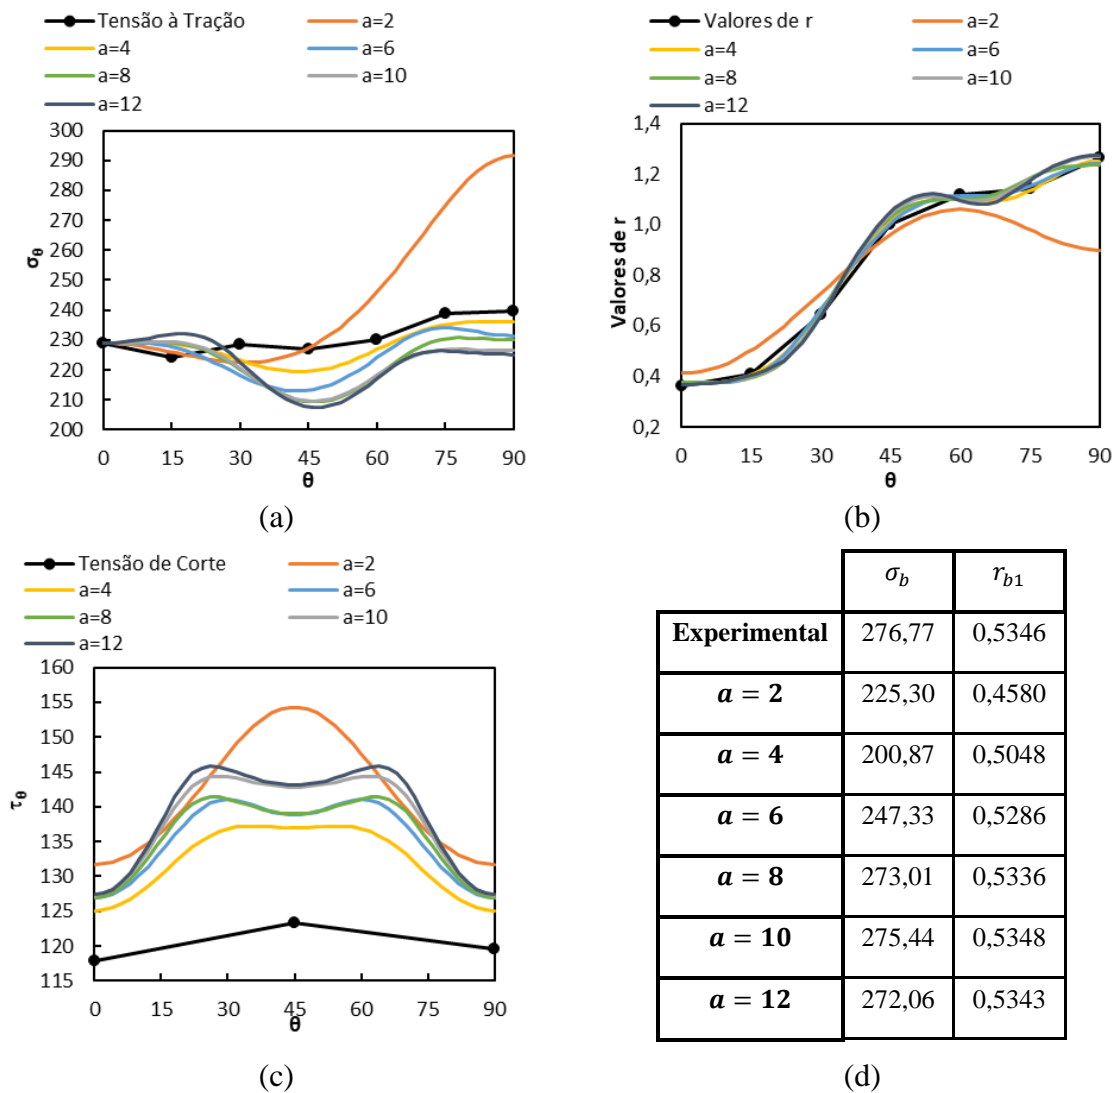 Tensão à Tração a=2
a=4 a=6
a=8 a=10
a=12
σθ
300
290
280
270
260
250
240
230
220
210
200
0 15 30 45 60 75 90
θ
(a)
Valores de r a=2
a=4 a=6
a=8 a=10
a=12
Valores de r
1,4
1,2
1,0
0,8
0,6
0,4
0,2
0 15 30 45 60 75 90
θ
(b)
Tensão de Corte a=2
a=4 a=6
a=8 a=10
a=12
τθ
160
155
150
145
140
135
130
125
120
115
0 15 30 45 60 75 90
θ
(c)
σb rb1
Experimental 276,77 0,5346
a = 2 225,30 0,4580
a = 4 200,87 0,5048
a = 6 247,33 0,5286
a = 8 273,01 0,5336
a = 10 275,44 0,5348
a = 12 272,06 0,5343
(d)